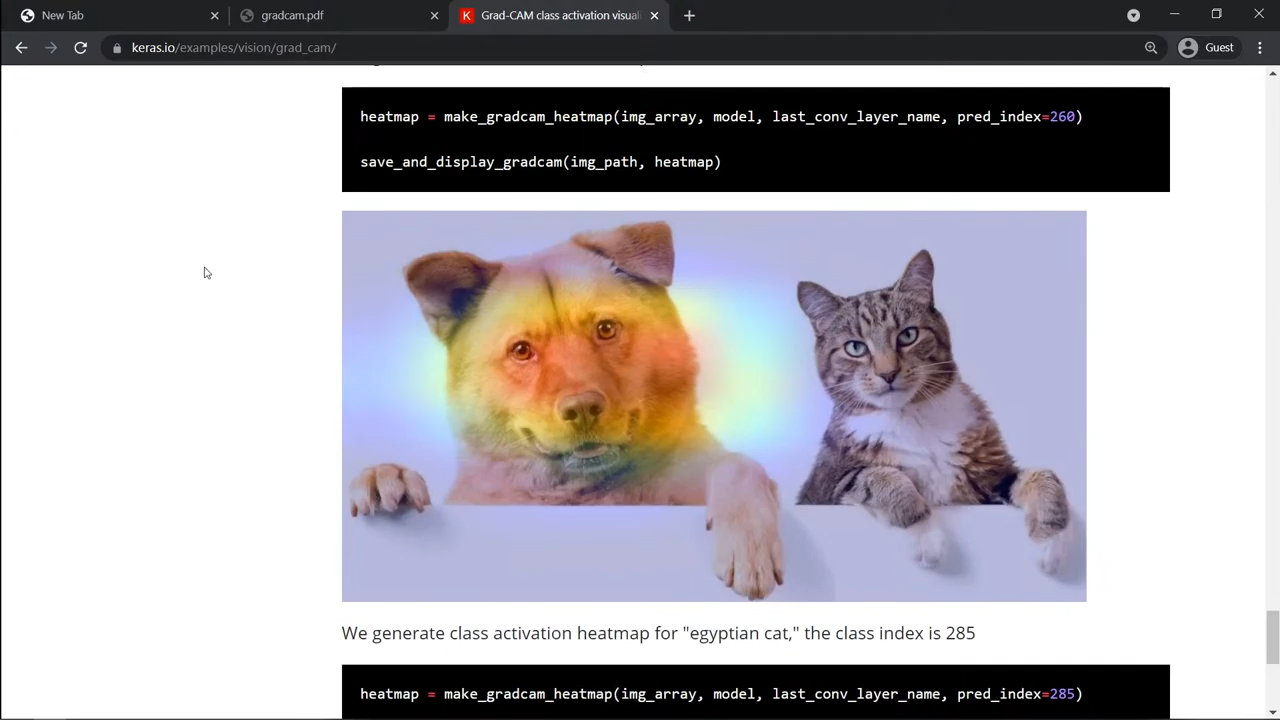 New Tab
gradcam.pdf
Grad-CAM class activation visual
keras.io/examples/vision/grad_cam/
Guest
heatmap = make_gradcam_heatmap(img_array, model, last_conv_layer_name, pred_index=260)
save_and_display_gradcam(img_path, heatmap)
We generate class activation heatmap for "egyptian cat," the class index is 285
heatmap = make_gradcam_heatmap(img_array, model, last_conv_layer_name, pred_index=285)